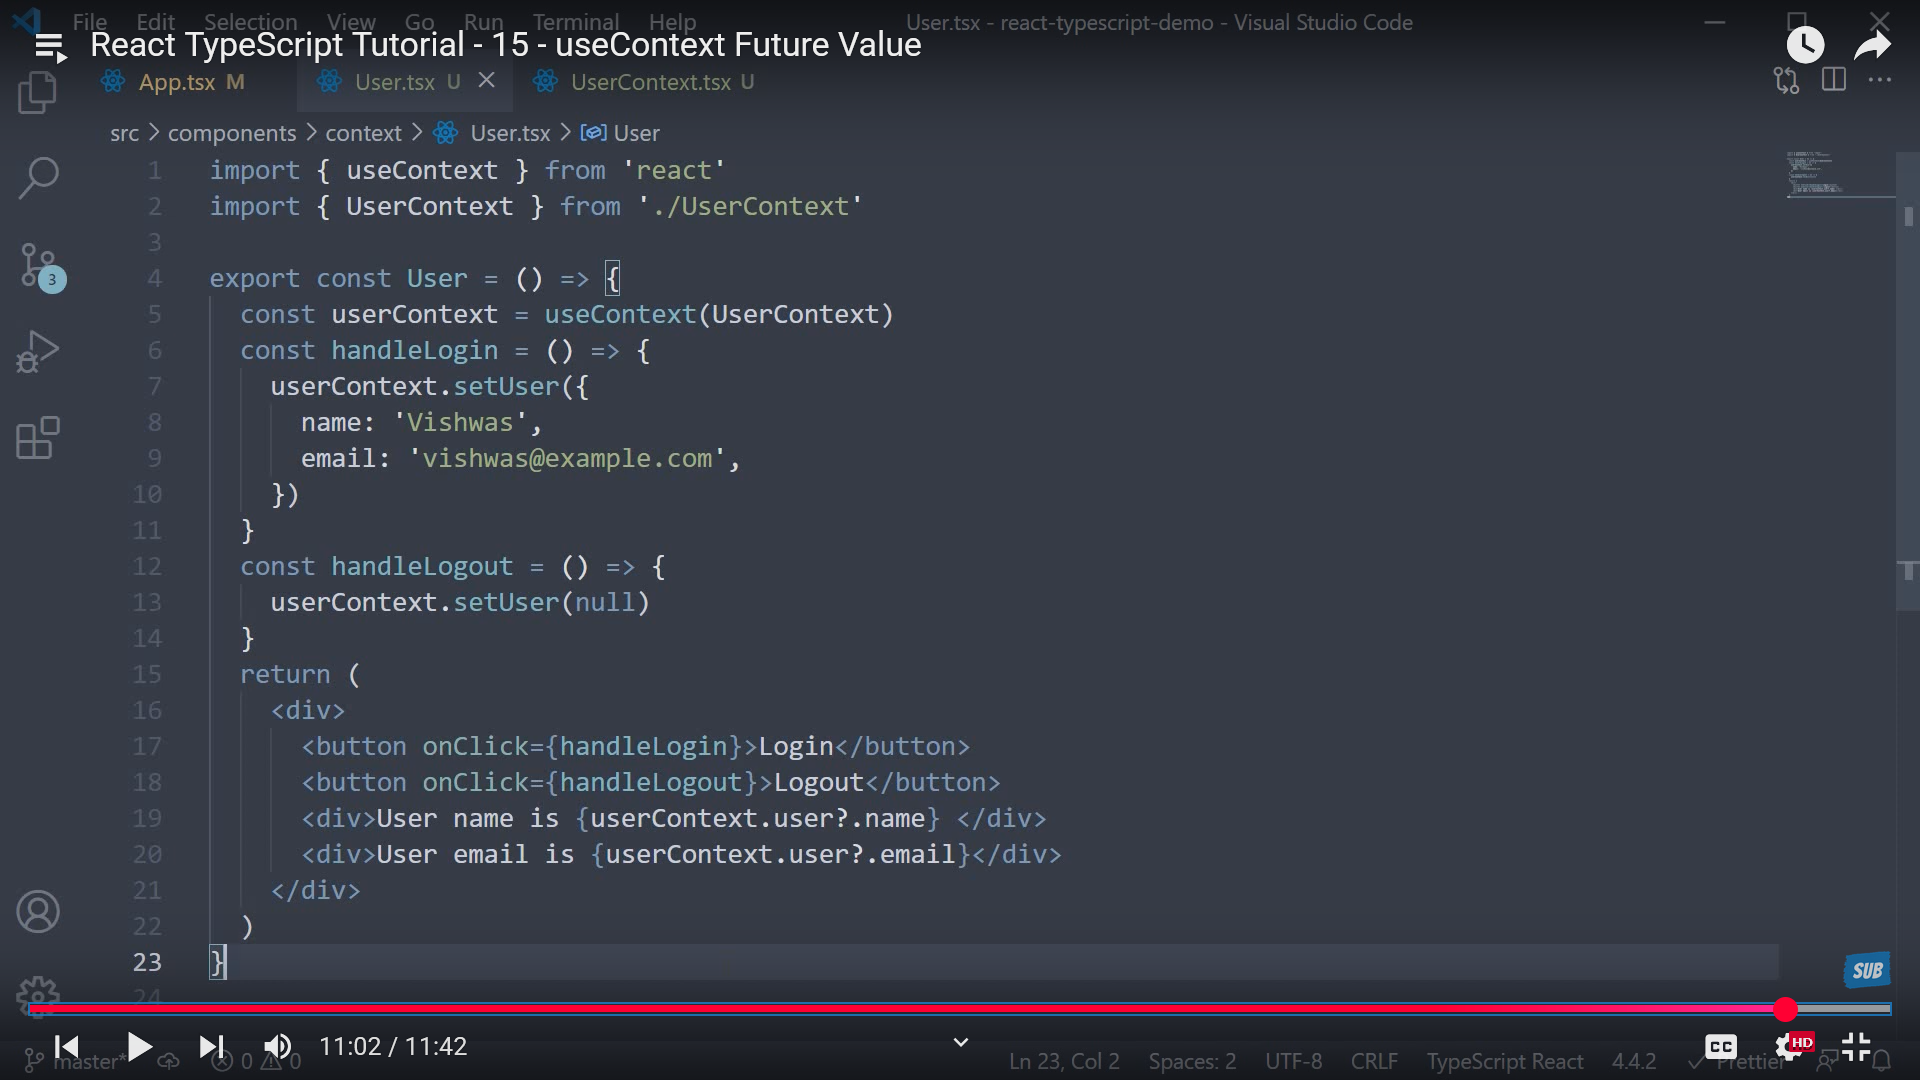 File Edit Selection View Go Run Terminal Help User.tsx - react-typescript-demo - Visual Studio Code
React TypeScript Tutorial - 15 - useContext Future Value
App.tsx M User.tsx U UserContext.tsx U
src > components > context > User.tsx > User
1 import { useContext } from 'react'
2 import { UserContext } from './UserContext'
3
4 export const User = () => {
5 const userContext = useContext(UserContext)
6 const handleLogin = () => {
7 userContext.setUser({
8 name: 'Vishwas',
9 email: 'vishwas@example.com',
10 })
11 }
12 const handleLogout = () => {
13 userContext.setUser(null)
14 }
15 return (
16 <div>
17 <button onClick={handleLogin}>Login</button>
18 <button onClick={handleLogout}>Logout</button>
19 <div>User name is {userContext.user?.name} </div>
20 <div>User email is {userContext.user?.email}</div>
21 </div>
22 )
23 }
24
3
SUB
11:02 / 11:42
CC HD
master* 0 0 Ln 23, Col 2 Spaces: 2 UTF-8 CRLF TypeScript React 4.4.2 Prettier